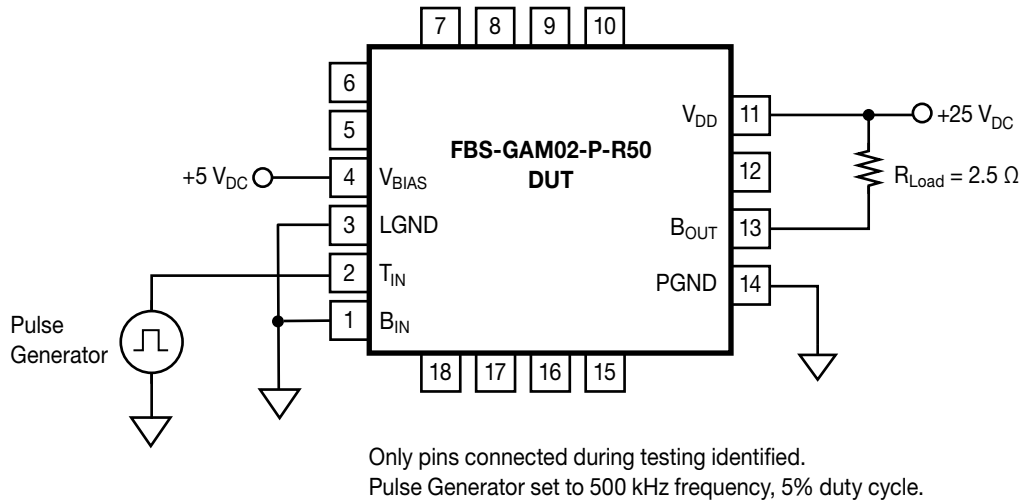 7 8 9 10
6
5
4
3
2
1
V_BIAS
LGND
T_IN
B_IN
+5 V_DC
Pulse
Generator
FBS-GAM02-P-R50
DUT
V_DD
B_OUT
PGND
11
12
13
14
+25 V_DC
R_Load = 2.5 Ω
18 17 16 15
Only pins connected during testing identified.
Pulse Generator set to 500 kHz frequency, 5% duty cycle.